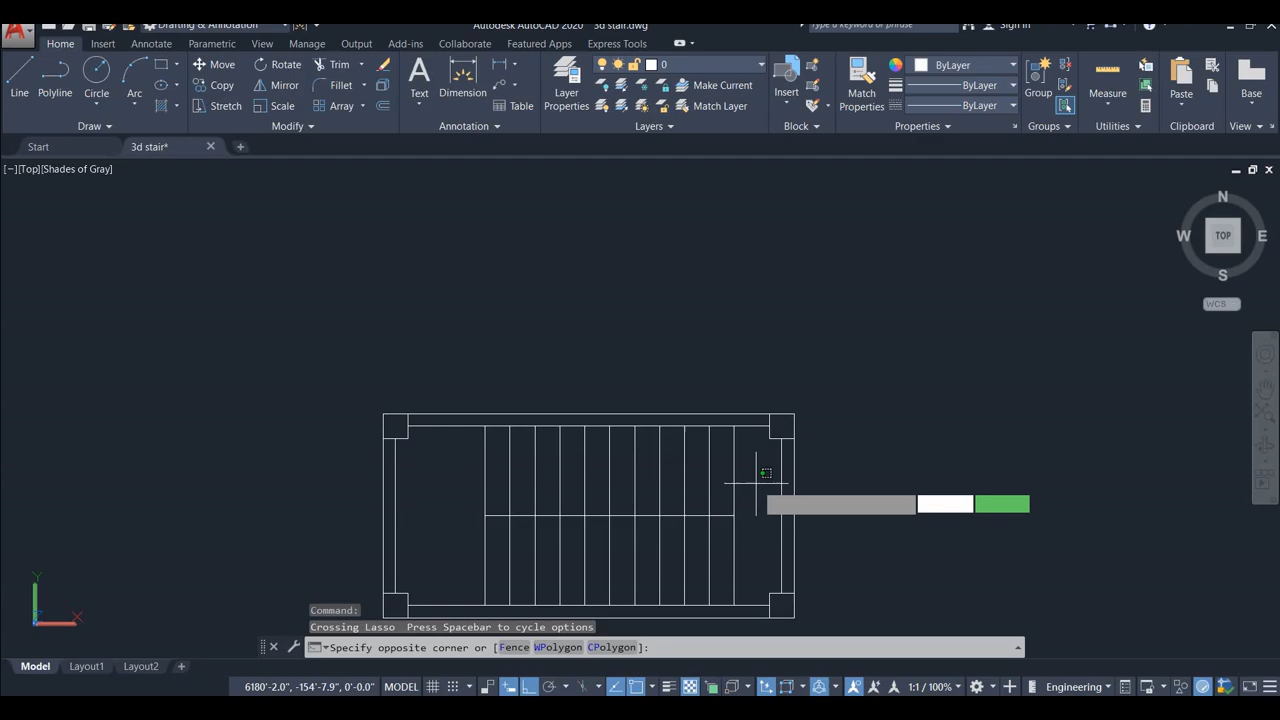 Drafting & Annotation
Autodesk AutoCAD 2020 3d stair.dwg
Type a keyword or phrase
Sign In
Home Insert Annotate Parametric View Manage Output Add-ins Collaborate Featured Apps Express Tools
Line Polyline Circle Arc
Move Rotate Trim
Copy Mirror Fillet
Stretch Scale Array
Text Dimension Table
Layer Properties
0
Make Current
Match Layer
Insert
Match Properties
ByLayer
ByLayer
ByLayer
Group
Measure
Paste
Base
Draw Modify Annotation Layers Block Properties Groups Utilities Clipboard View
Start 3d stair*
[−][Top][Shades of Gray]
N
W TOP E
S
WCS
Y
X
Command:
Crossing Lasso Press Spacebar to cycle options
Specify opposite corner or [Fence WPolygon CPolygon]:
Model Layout1 Layout2
6180'-2.0", -154'-7.9", 0'-0.0" MODEL 1:1 / 100% Engineering